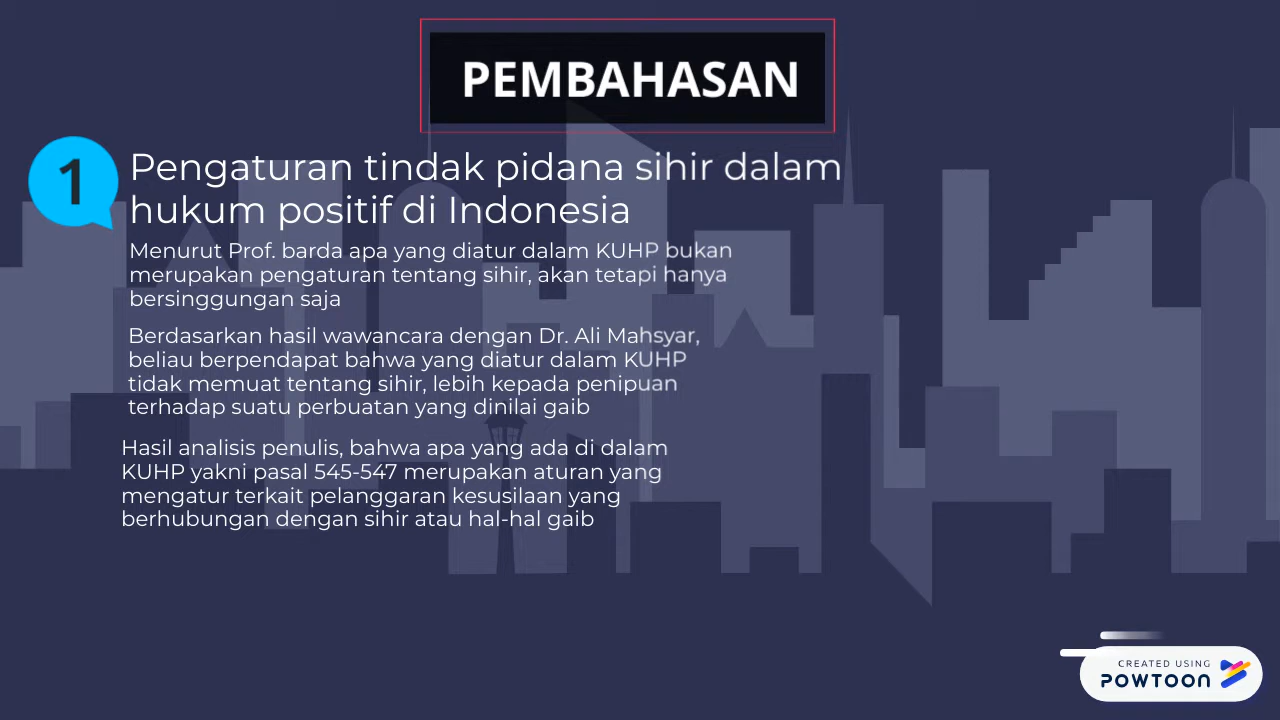 PEMBAHASAN
1
Pengaturan tindak pidana sihir dalam
hukum positif di Indonesia
Menurut Prof. barda apa yang diatur dalam KUHP bukan
merupakan pengaturan tentang sihir, akan tetapi hanya
bersinggungan saja
Berdasarkan hasil wawancara dengan Dr. Ali Mahsyar,
beliau berpendapat bahwa yang diatur dalam KUHP
tidak memuat tentang sihir, lebih kepada penipuan
terhadap suatu perbuatan yang dinilai gaib
Hasil analisis penulis, bahwa apa yang ada di dalam
KUHP yakni pasal 545-547 merupakan aturan yang
mengatur terkait pelanggaran kesusilaan yang
berhubungan dengan sihir atau hal-hal gaib
CREATED USING
POWTOON